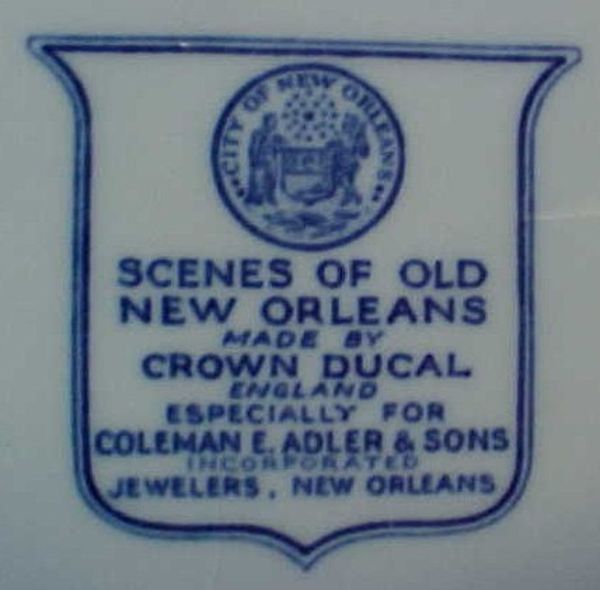 CITY OF NEW ORLEANS
SCENES OF OLD
NEW ORLEANS
MADE BY
CROWN DUCAL
ENGLAND
ESPECIALLY FOR
COLEMAN E. ADLER & SONS
INCORPORATED
JEWELERS, NEW ORLEANS